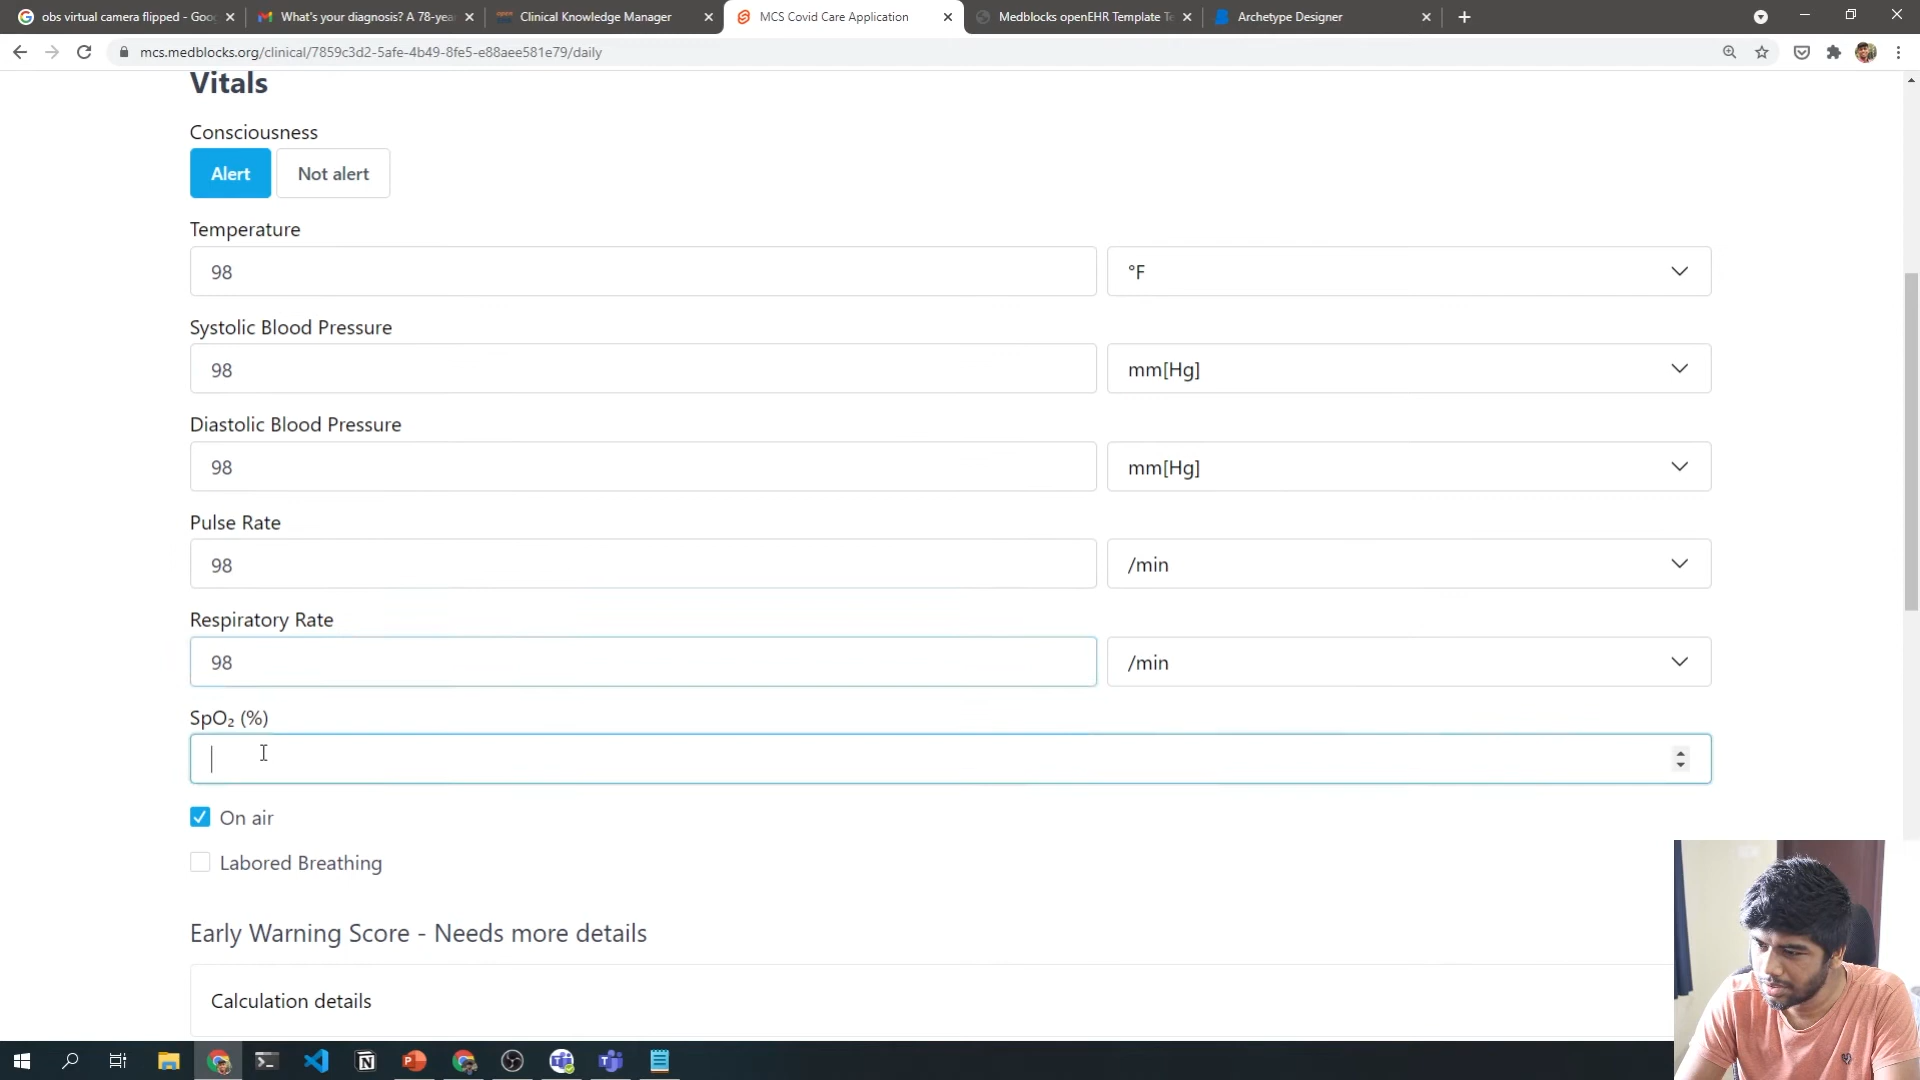 obs virtual camera flipped - Goo
What's your diagnosis? A 78-yea
Clinical Knowledge Manager
MCS Covid Care Application
Medblocks openEHR Template Te
Archetype Designer
mcs.medblocks.org/clinical/7859c3d2-5afe-4b49-8fe5-e88aee581e79/daily
Vitals
Consciousness
Alert Not alert
Temperature
98 °F
Systolic Blood Pressure
98 mm[Hg]
Diastolic Blood Pressure
98 mm[Hg]
Pulse Rate
98 /min
Respiratory Rate
98 /min
SpO₂ (%)
On air
Labored Breathing
Early Warning Score - Needs more details
Calculation details